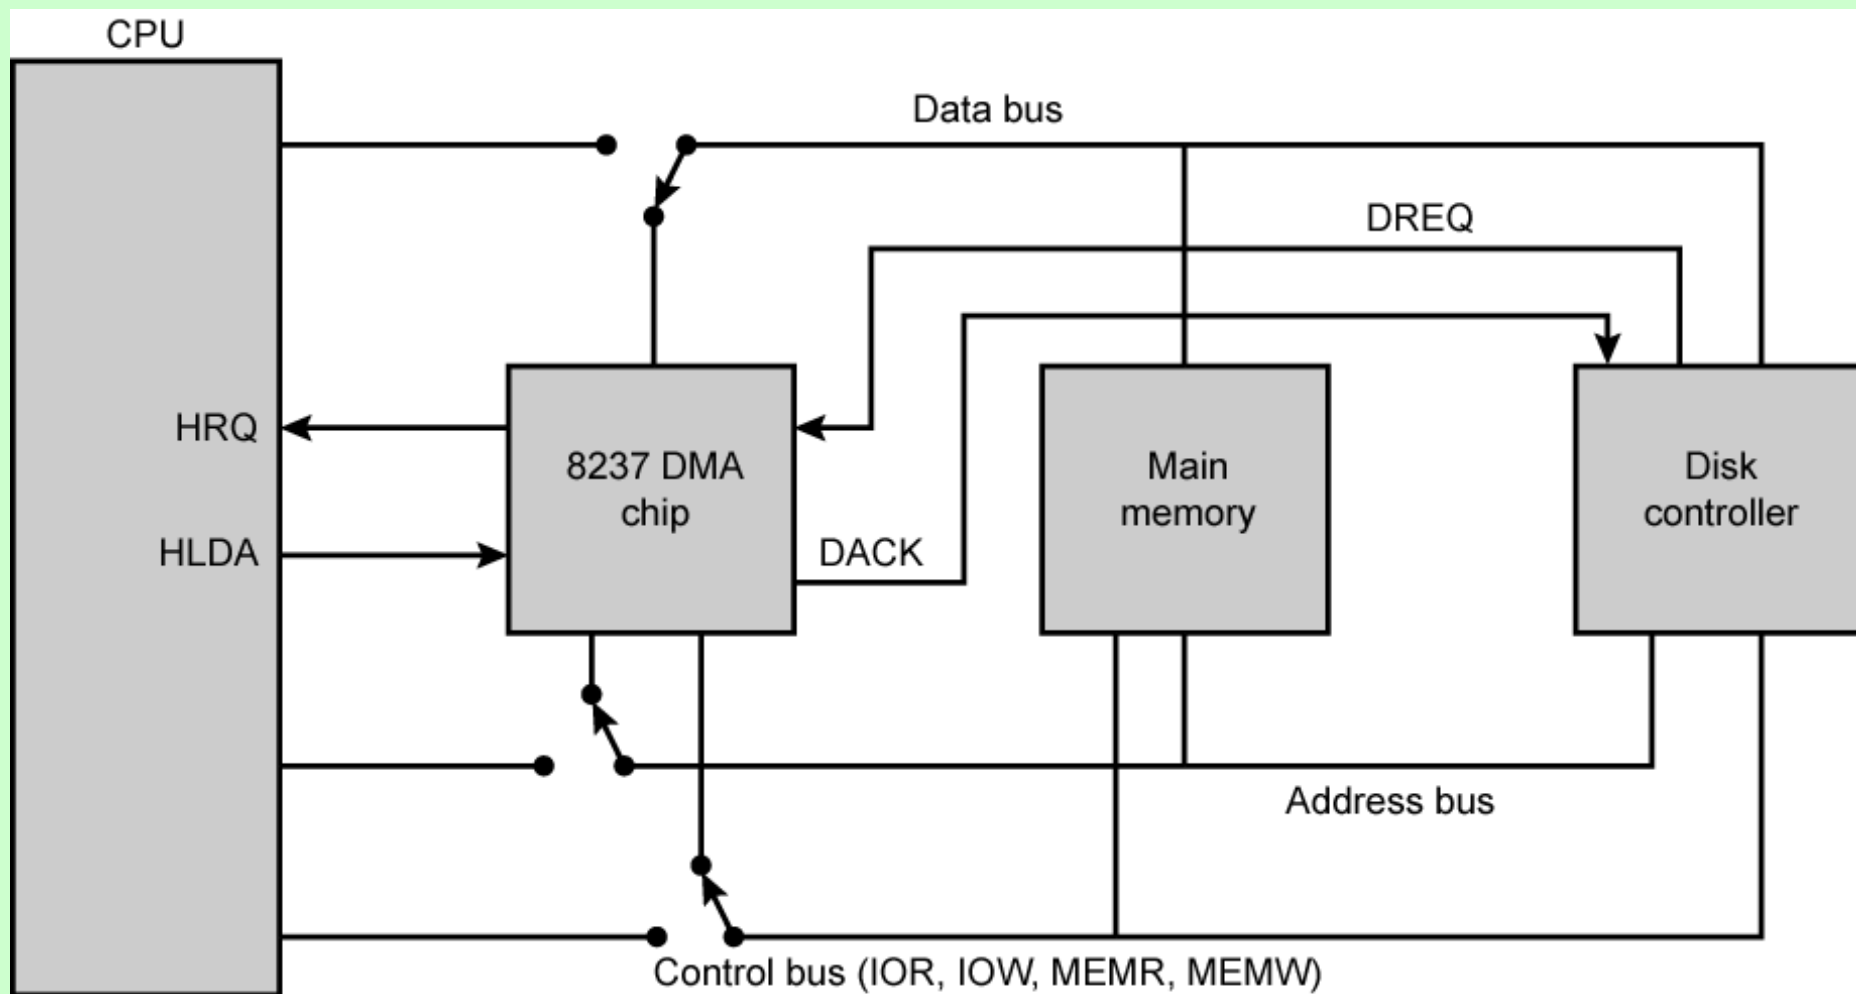 CPU
Data bus
DREQ
HRQ
8237 DMA
chip
Main
memory
Disk
controller
HLDA
DACK
Address bus
Control bus (IOR, IOW, MEMR, MEMW)